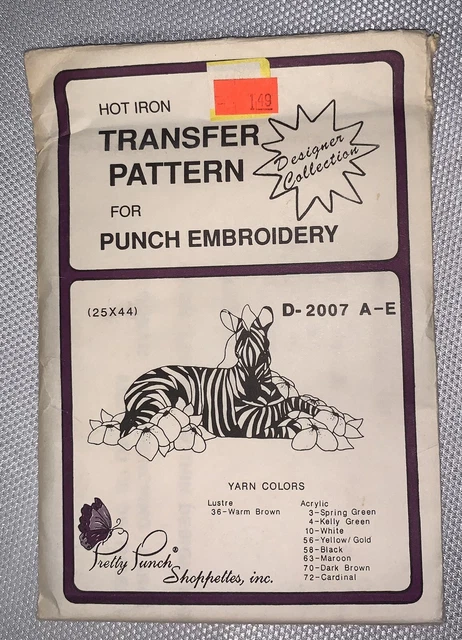 149
HOT IRON
TRANSFER
PATTERN
Designer
Collection
FOR
PUNCH EMBROIDERY
(25X44)
D-2007 A-E
YARN COLORS
Lustre
36-Warm Brown
Acrylic
3-Spring Green
4-Kelly Green
10-White
56-Yellow/Gold
58-Black
63-Maroon
70-Dark Brown
72-Cardinal
Pretty Punch®
Shoppettes, inc.